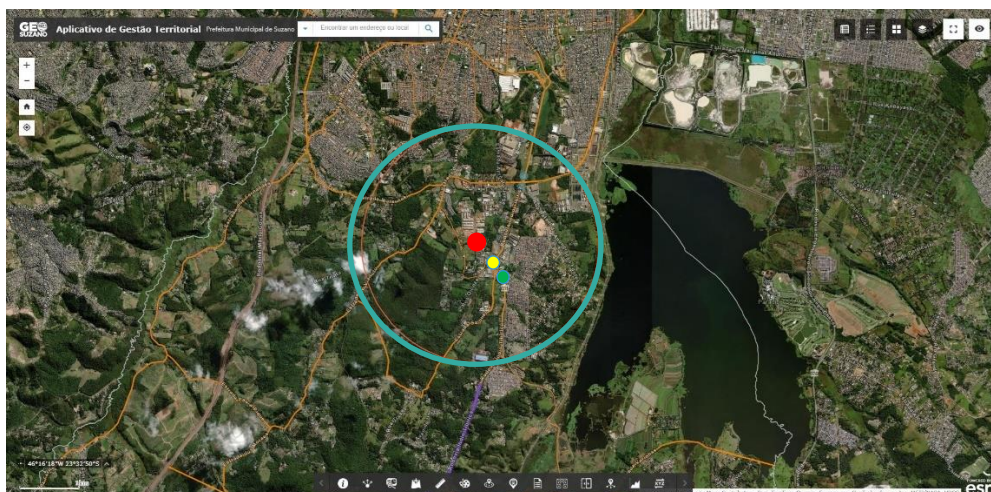 GEO SUZANO
Aplicativo de Gestão Territorial Prefeitura Municipal de Suzano
Encontrar um endereço ou local
+
−
46°16'18"W 23°32'50"S
esri